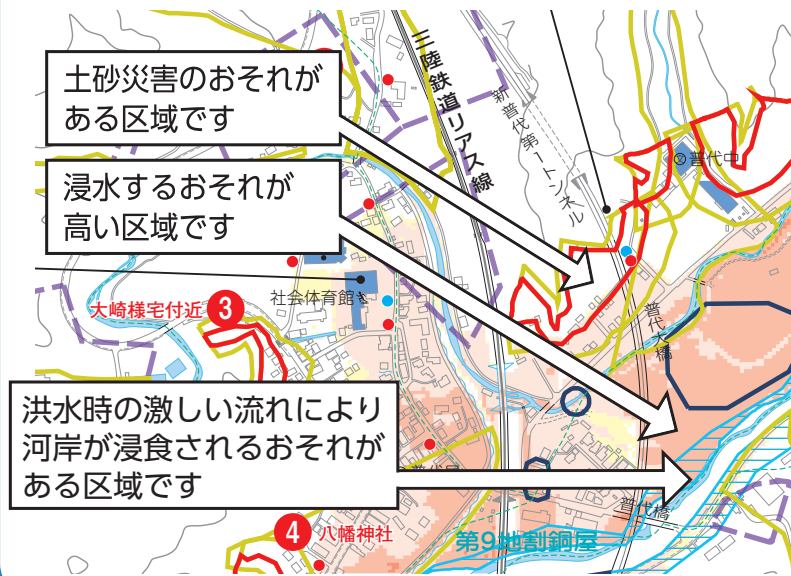 土砂災害のおそれが
ある区域です
浸水するおそれが
高い区域です
三陸鉄道リアス線
新普代第1トンネル
普代中
社会体育館
大崎様宅付近 3
普代大橋
洪水時の激しい流れにより
河岸が浸食されるおそれが
ある区域です
普代橋
4 八幡神社
第9地割銅屋